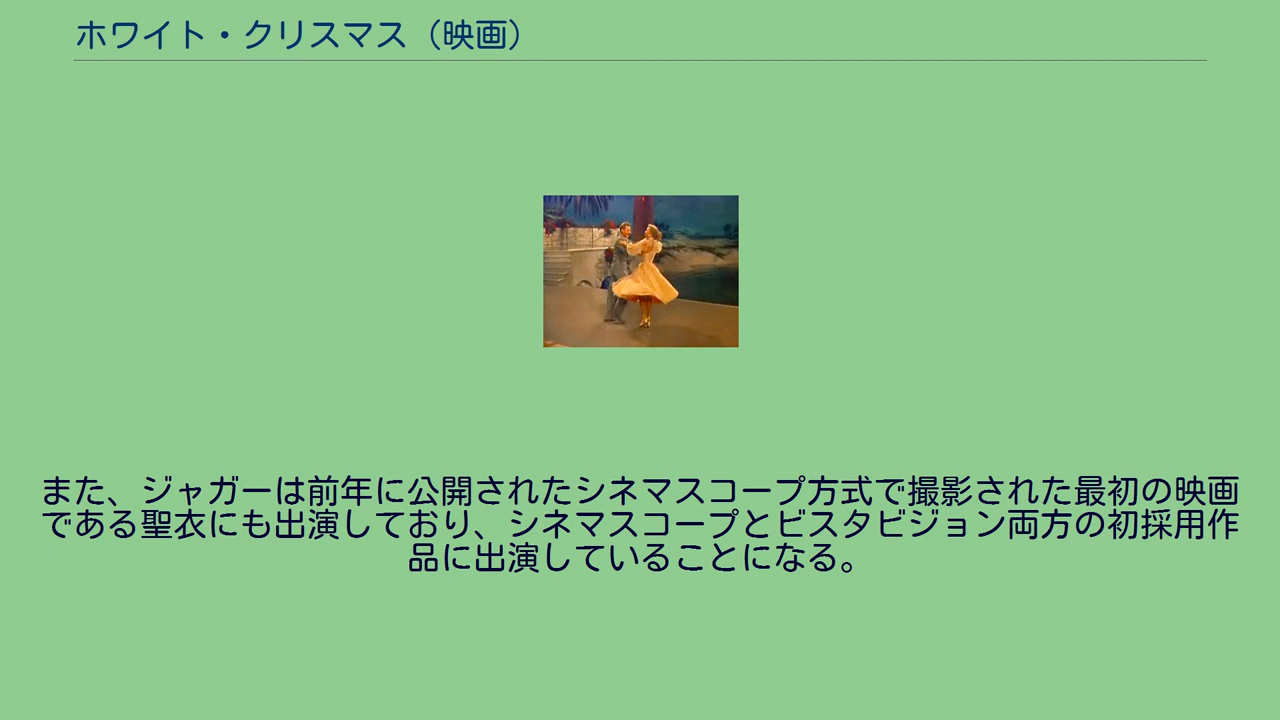 ホワイト・クリスマス（映画）
また、ジャガーは前年に公開されたシネマスコープ方式で撮影された最初の映画
である聖衣にも出演しており、シネマスコープとビスタビジョン両方の初採用作
品に出演していることになる。